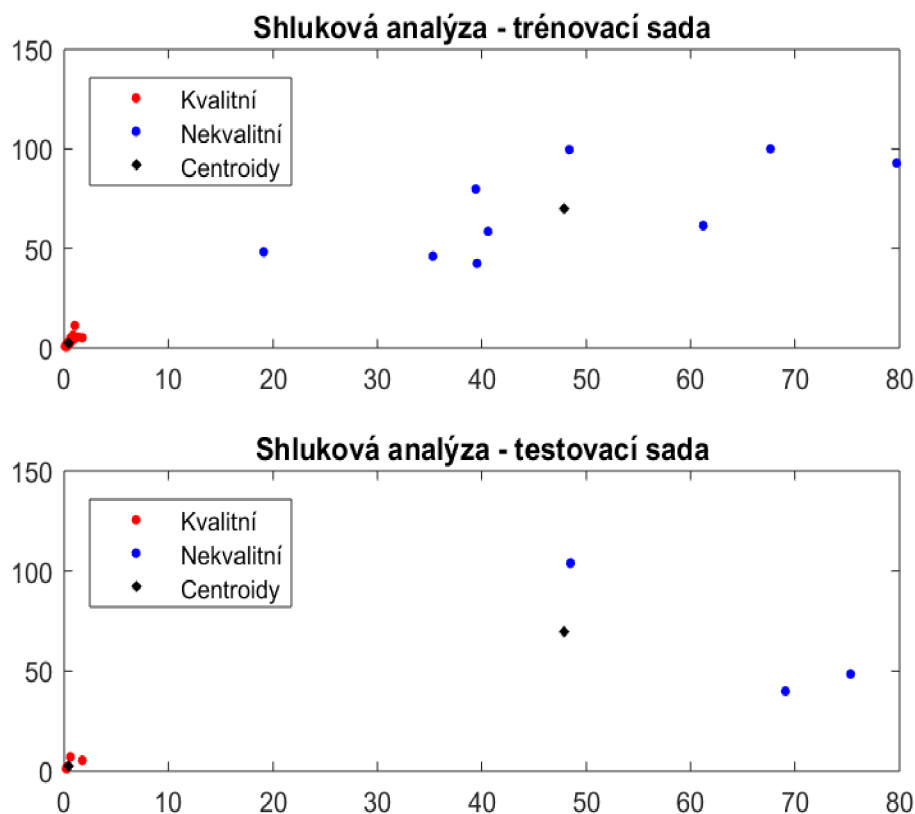 Shluková analýza - trénovací sada
150
Kvalitní
Nekvalitní
Centroidy
100
50
0
0 10 20 30 40 50 60 70 80
Shluková analýza - testovací sada
150
Kvalitní
Nekvalitní
Centroidy
100
50
0
0 10 20 30 40 50 60 70 80